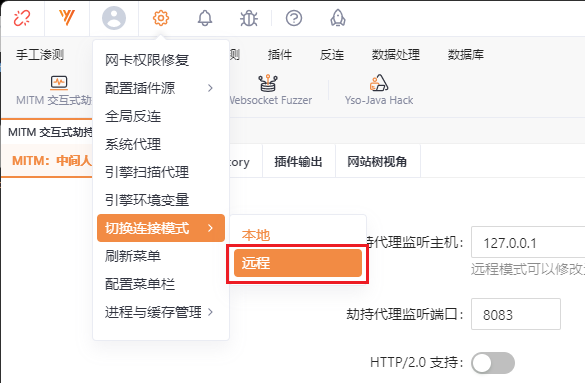 手工渗测
测
插件
反连
数据处理
数据库
MITM 交互式劫
Websocket Fuzzer
Yso-Java Hack
MITM 交互式劫持
MITM：中间人
tory
插件输出
网站树视角
网卡权限修复
配置插件源
全局反连
系统代理
引擎扫描代理
引擎环境变量
切换连接模式
刷新菜单
配置菜单栏
进程与缓存管理
本地
远程
持代理监听主机：
127.0.0.1
远程模式可以修改
劫持代理监听端口：
8083
HTTP/2.0 支持：